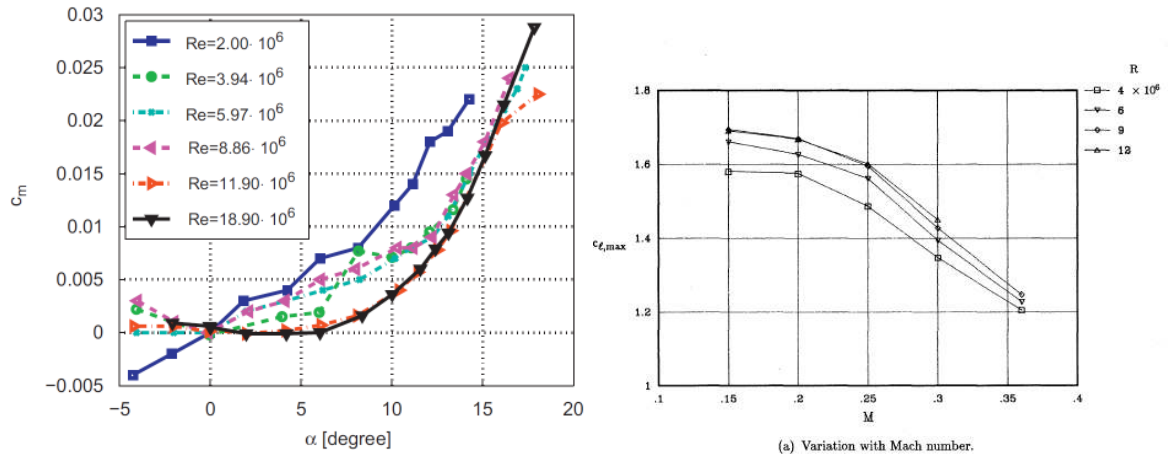 0.03
0.025
0.02
0.015
0.01
0.005
0
−0.005
c_m
Re=2.00· 10^6
Re=3.94· 10^6
Re=5.97· 10^6
Re=8.86· 10^6
Re=11.90· 10^6
Re=18.90· 10^6
−5 0 5 10 15 20
α [degree]
R
4 × 10^6
6
9
12
1.8
1.6
1.4
1.2
1
c_ℓ,max
.1 .15 .2 .25 .3 .35 .4
M
(a) Variation with Mach number.